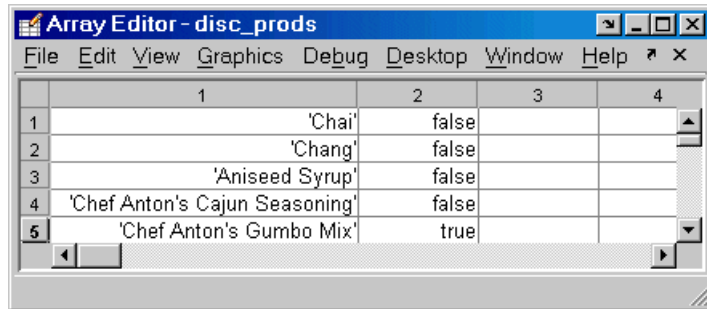 Array Editor - disc_prods
File Edit View Graphics Debug Desktop Window Help
1 2 3 4
1 'Chai' false
2 'Chang' false
3 'Aniseed Syrup' false
4 'Chef Anton's Cajun Seasoning' false
5 'Chef Anton's Gumbo Mix' true